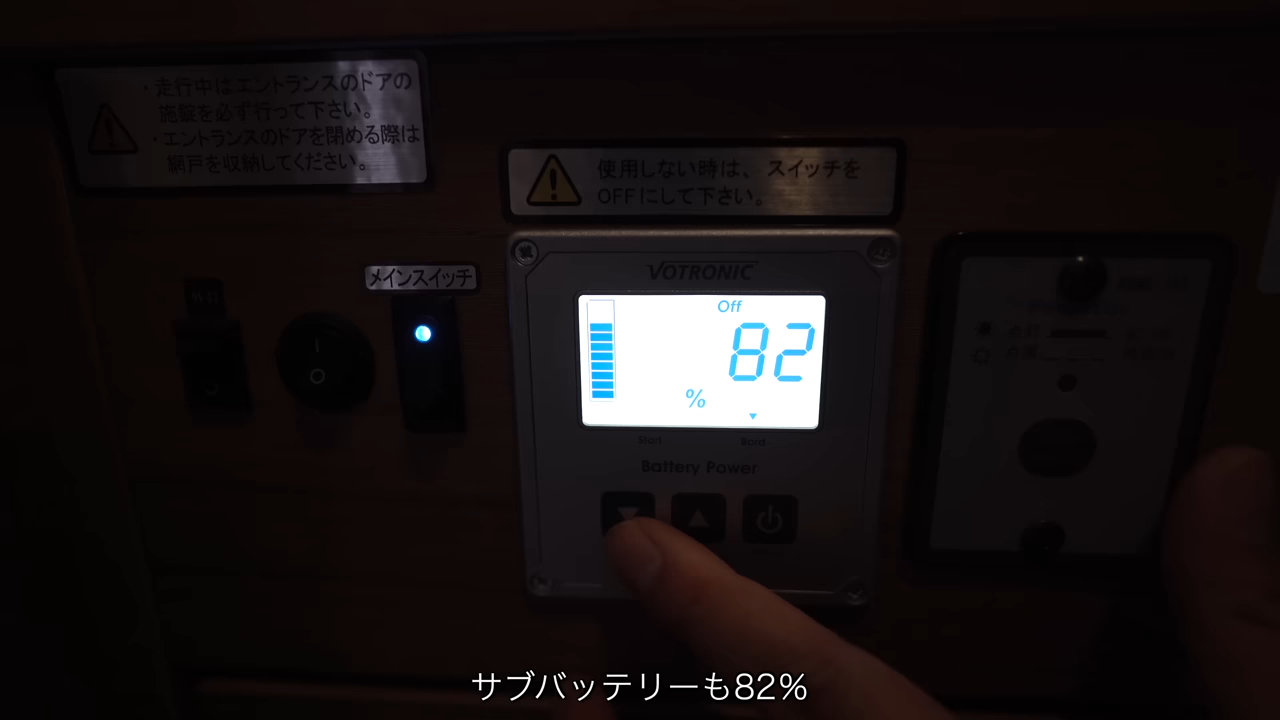 ・走行中はエントランスのドアの
施錠を必ず行って下さい。
・エントランスのドアを閉める際は
網戸を収納してください。
使用しない時は、スイッチを
OFFにして下さい。
メインスイッチ
VOTRONIC
Off
82
%
Start
Bord
Battery Power
サブバッテリーも82%